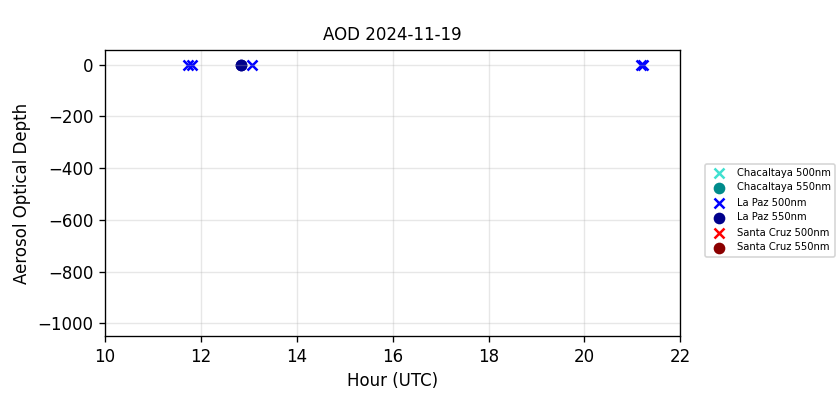 AOD 2024-11-19
Aerosol Optical Depth
0
−200
−400
−600
−800
−1000
10 12 14 16 18 20 22
Hour (UTC)
Chacaltaya 500nm
Chacaltaya 550nm
La Paz 500nm
La Paz 550nm
Santa Cruz 500nm
Santa Cruz 550nm